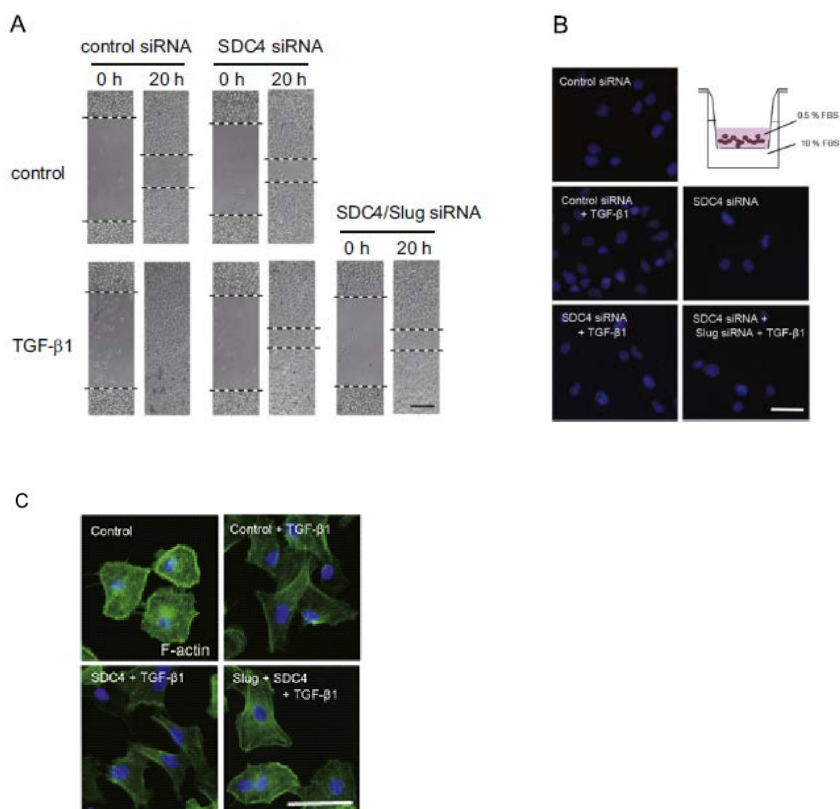 A
control siRNA SDC4 siRNA
0 h 20 h 0 h 20 h
control
SDC4/Slug siRNA
0 h 20 h
TGF-β1
B
Control siRNA
0.5 % FBS
10 % FBS
Control siRNA
+ TGF-β1
SDC4 siRNA
SDC4 siRNA
+ TGF-β1
SDC4 siRNA +
Slug siRNA + TGF-β1
C
Control
F-actin
Control + TGF-β1
SDC4 + TGF-β1
Slug + SDC4
+ TGF-β1